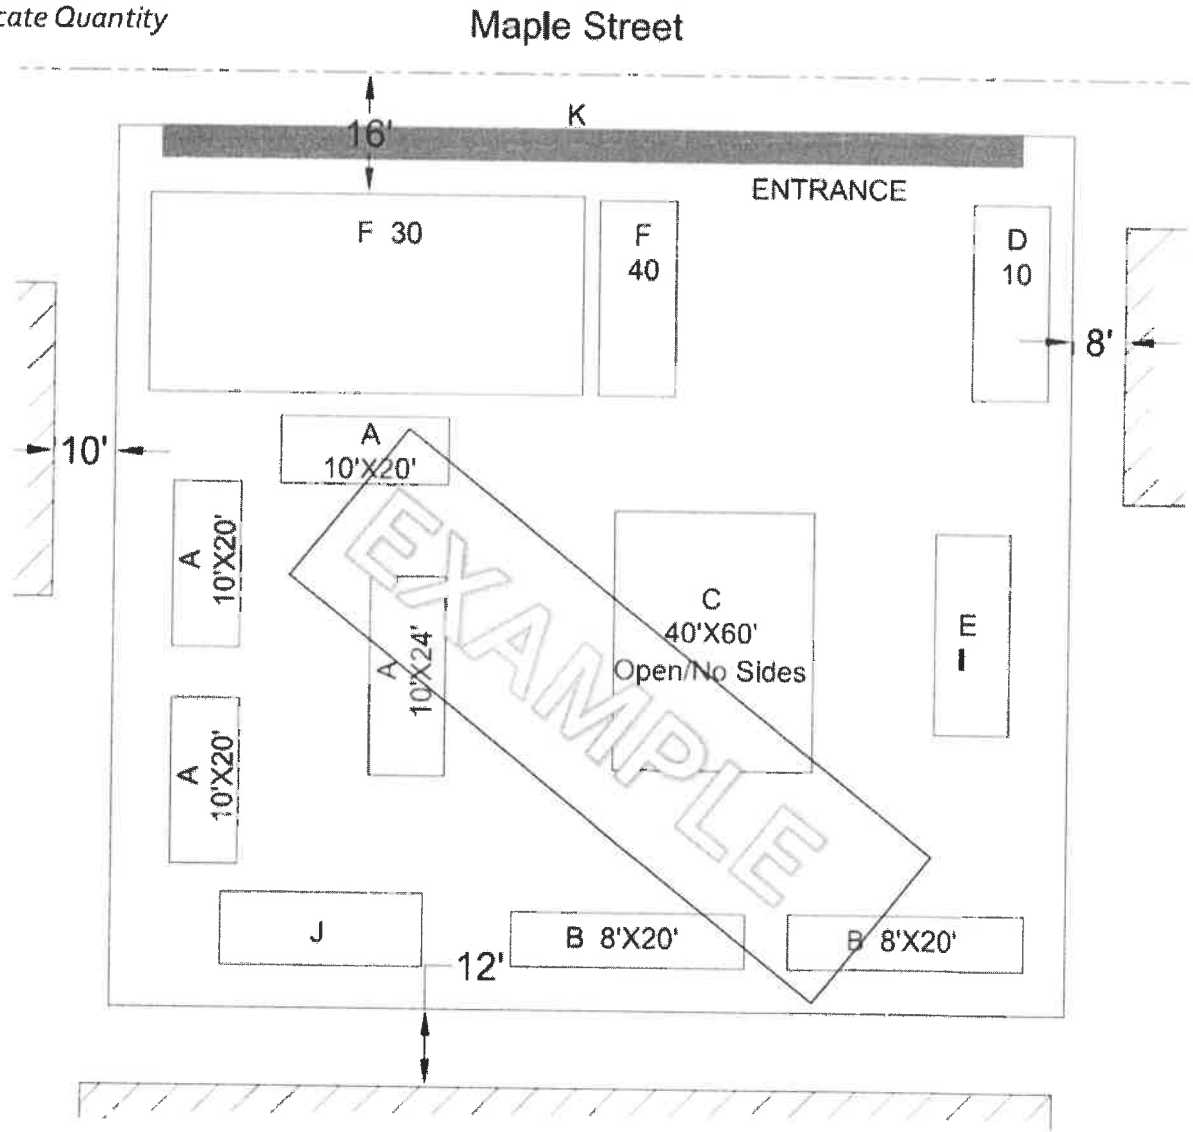 cate Quantity
Maple Street
K
16'
ENTRANCE
F 30
F
40
D
10
8'
10'
A
10'X20'
A
10'X20'
EXAMPLE
C
40'X60'
Open/No Sides
E
I
A
10'X24'
A
10'X20'
J
B 8'X20'
B 8'X20'
12'